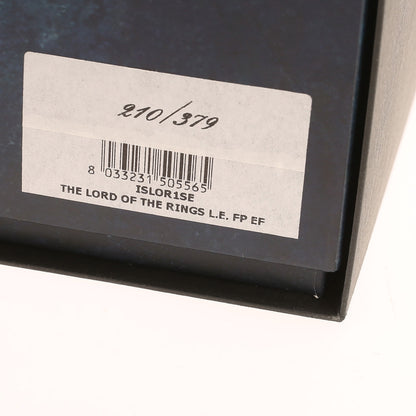 210/379
8 033231 505565
ISLOR1SE
THE LORD OF THE RINGS L.E. FP EF